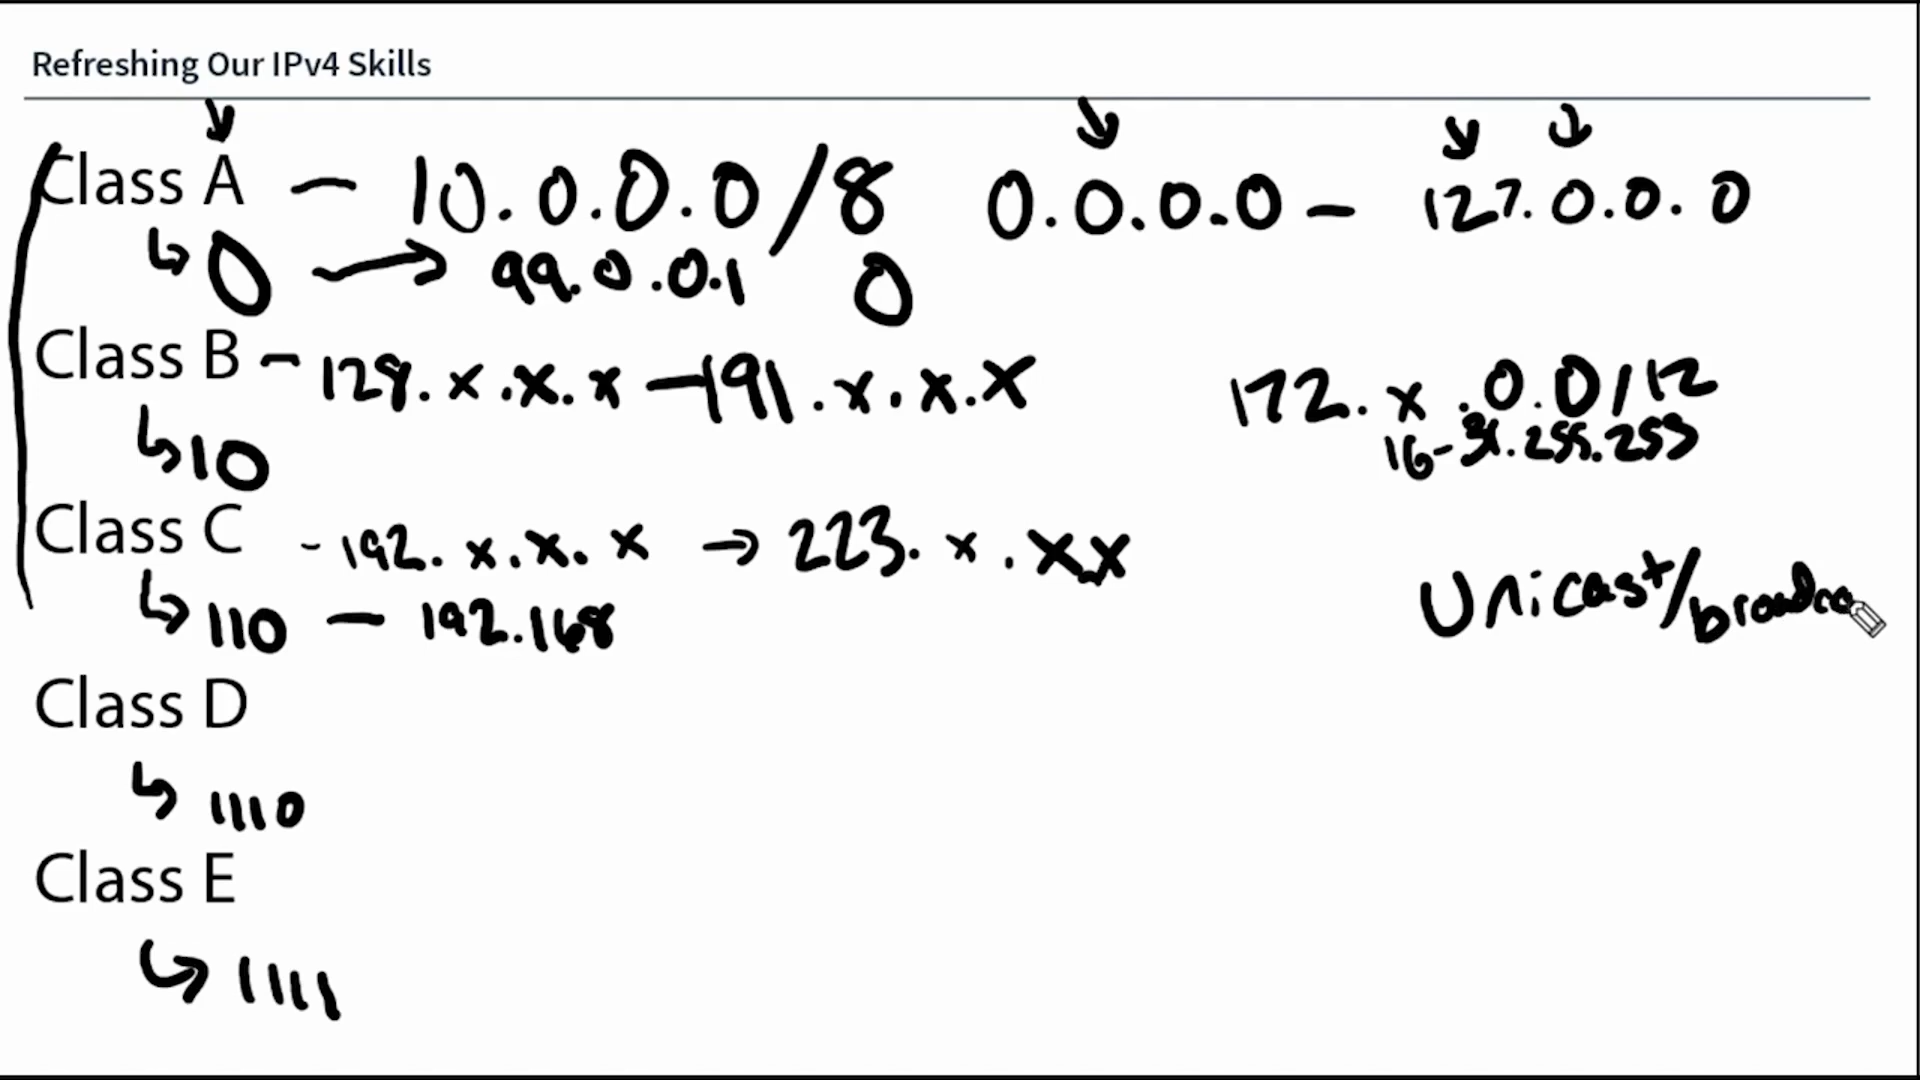 Refreshing Our IPv4 Skills
Class A - 10.0.0.0/8 0.0.0.0 - 127.0.0.0
0 → 99.0.0.1 0
Class B - 128.x.x.x - 191.x.x.x 172.x.0.0/12
16-31.255.255
10
Class C - 192.x.x.x → 223.x.x.x
Unicast/broadca
110 - 192.168
Class D
1110
Class E
1111